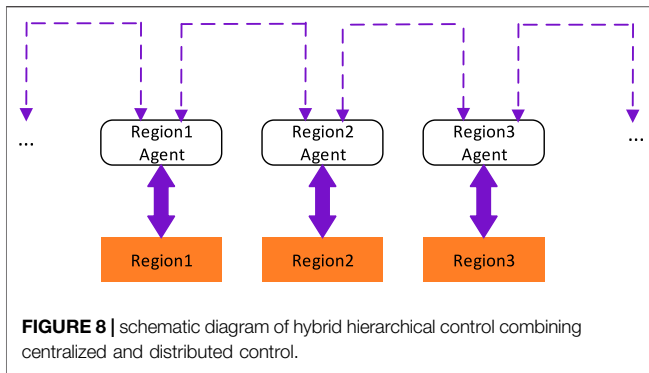 ...
Region1
Agent
Region2
Agent
Region3
Agent
...
Region1
Region2
Region3
FIGURE 8 | schematic diagram of hybrid hierarchical control combining
centralized and distributed control.